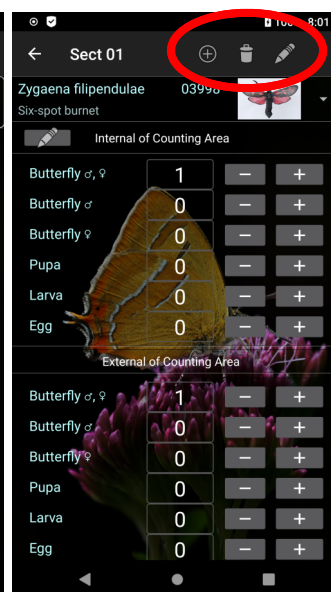 8:01
Sect 01
Zygaena filipendulae 03998
Six-spot burnet
Internal of Counting Area
Butterfly ♂, ♀ 1 − +
Butterfly ♂ 0 − +
Butterfly ♀ 0 − +
Pupa 0 − +
Larva 0 − +
Egg 0 − +
External of Counting Area
Butterfly ♂, ♀ 1 − +
Butterfly ♂ 0 − +
Butterfly ♀ 0 − +
Pupa 0 − +
Larva 0 − +
Egg 0 − +